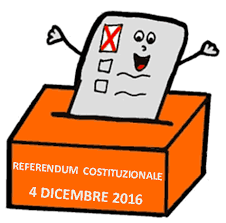 REFERENDUM COSTITUZIONALE
4 DICEMBRE 2016